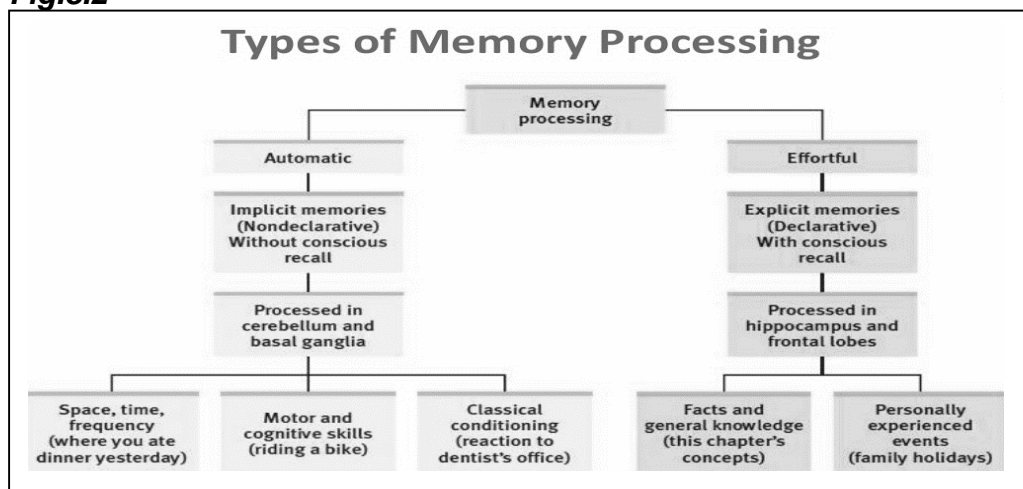 Types of Memory Processing
Memory
processing
Automatic
Effortful
Implicit memories
(Nondeclarative)
Without conscious
recall
Explicit memories
(Declarative)
With conscious
recall
Processed in
cerebellum and
basal ganglia
Processed in
hippocampus and
frontal lobes
Space, time,
frequency
(where you ate
dinner yesterday)
Motor and
cognitive skills
(riding a bike)
Classical
conditioning
(reaction to
dentist's office)
Facts and
general knowledge
(this chapter's
concepts)
Personally
experienced
events
(family holidays)